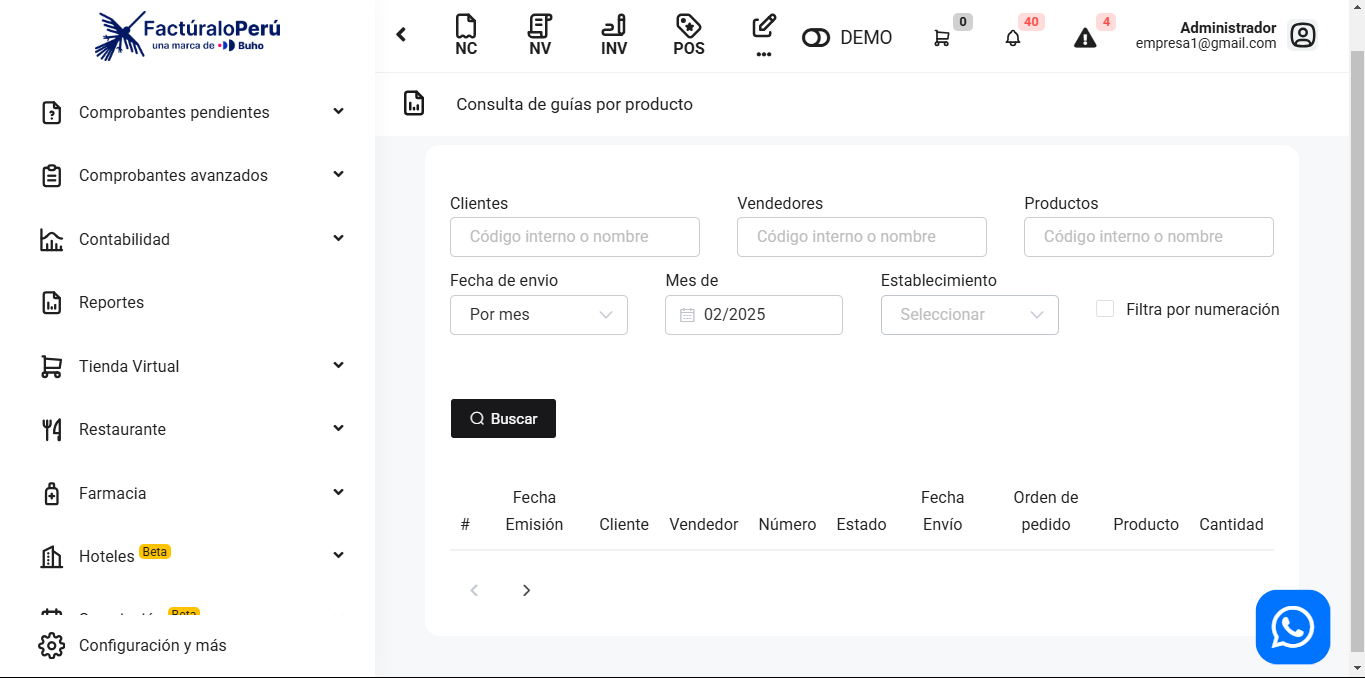 FactúraloPerú
una marca de Buho
NC
NV
INV
POS
...
DEMO
0
40
4
Administrador
empresa1@gmail.com
Comprobantes pendientes
Comprobantes avanzados
Contabilidad
Reportes
Tienda Virtual
Restaurante
Farmacia
Hoteles Beta
Beta
Configuración y más
Consulta de guías por producto
Clientes
Vendedores
Productos
Código interno o nombre
Código interno o nombre
Código interno o nombre
Fecha de envio
Mes de
Establecimiento
Por mes
02/2025
Seleccionar
Filtra por numeración
Buscar
# Fecha Emisión Cliente Vendedor Número Estado Fecha Envío Orden de pedido Producto Cantidad